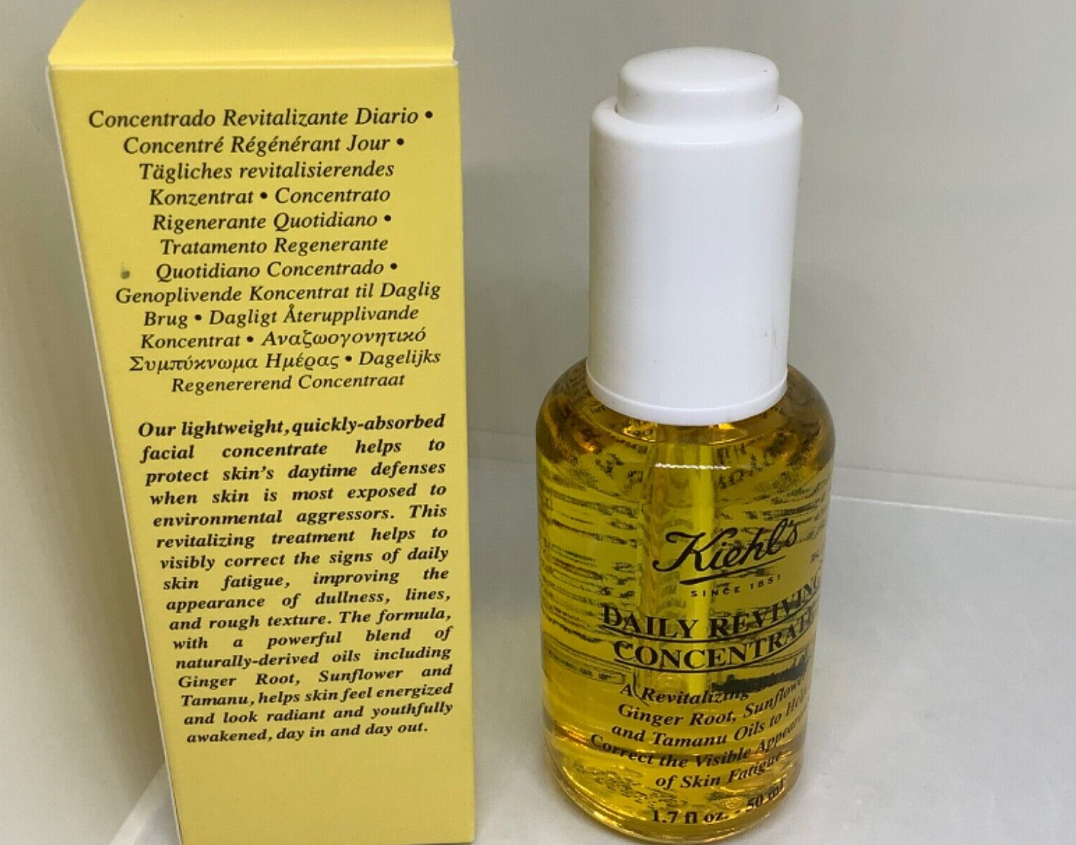 Concentrado Revitalizante Diario •
Concentré Régénérant Jour •
Tägliches revitalisierendes
Konzentrat • Concentrato
Rigenerante Quotidiano •
Tratamento Regenerante
Quotidiano Concentrado •
Genoplivende Koncentrat til Daglig
Brug • Dagligt Återupplivande
Koncentrat • Αναζωογονητικό
Συμπύκνωμα Ημέρας • Dagelijks
Regenererend Concentraat
Our lightweight, quickly-absorbed
facial concentrate helps to
protect skin's daytime defenses
when skin is most exposed to
environmental aggressors. This
revitalizing treatment helps to
visibly correct the signs of daily
skin fatigue, improving the
appearance of dullness, lines,
and rough texture. The formula,
with a powerful blend of
naturally-derived oils including
Ginger Root, Sunflower and
Tamanu, helps skin feel energized
and look radiant and youthfully
awakened, day in and day out.
Kiehl's
SINCE 1851
DAILY REVIVING
CONCENTRATE
A Revitalizing
Ginger Root, Sunflower
and Tamanu Oils to Help
Correct the Visible
of Skin Fatigue
1.7 fl oz. - 50 ml